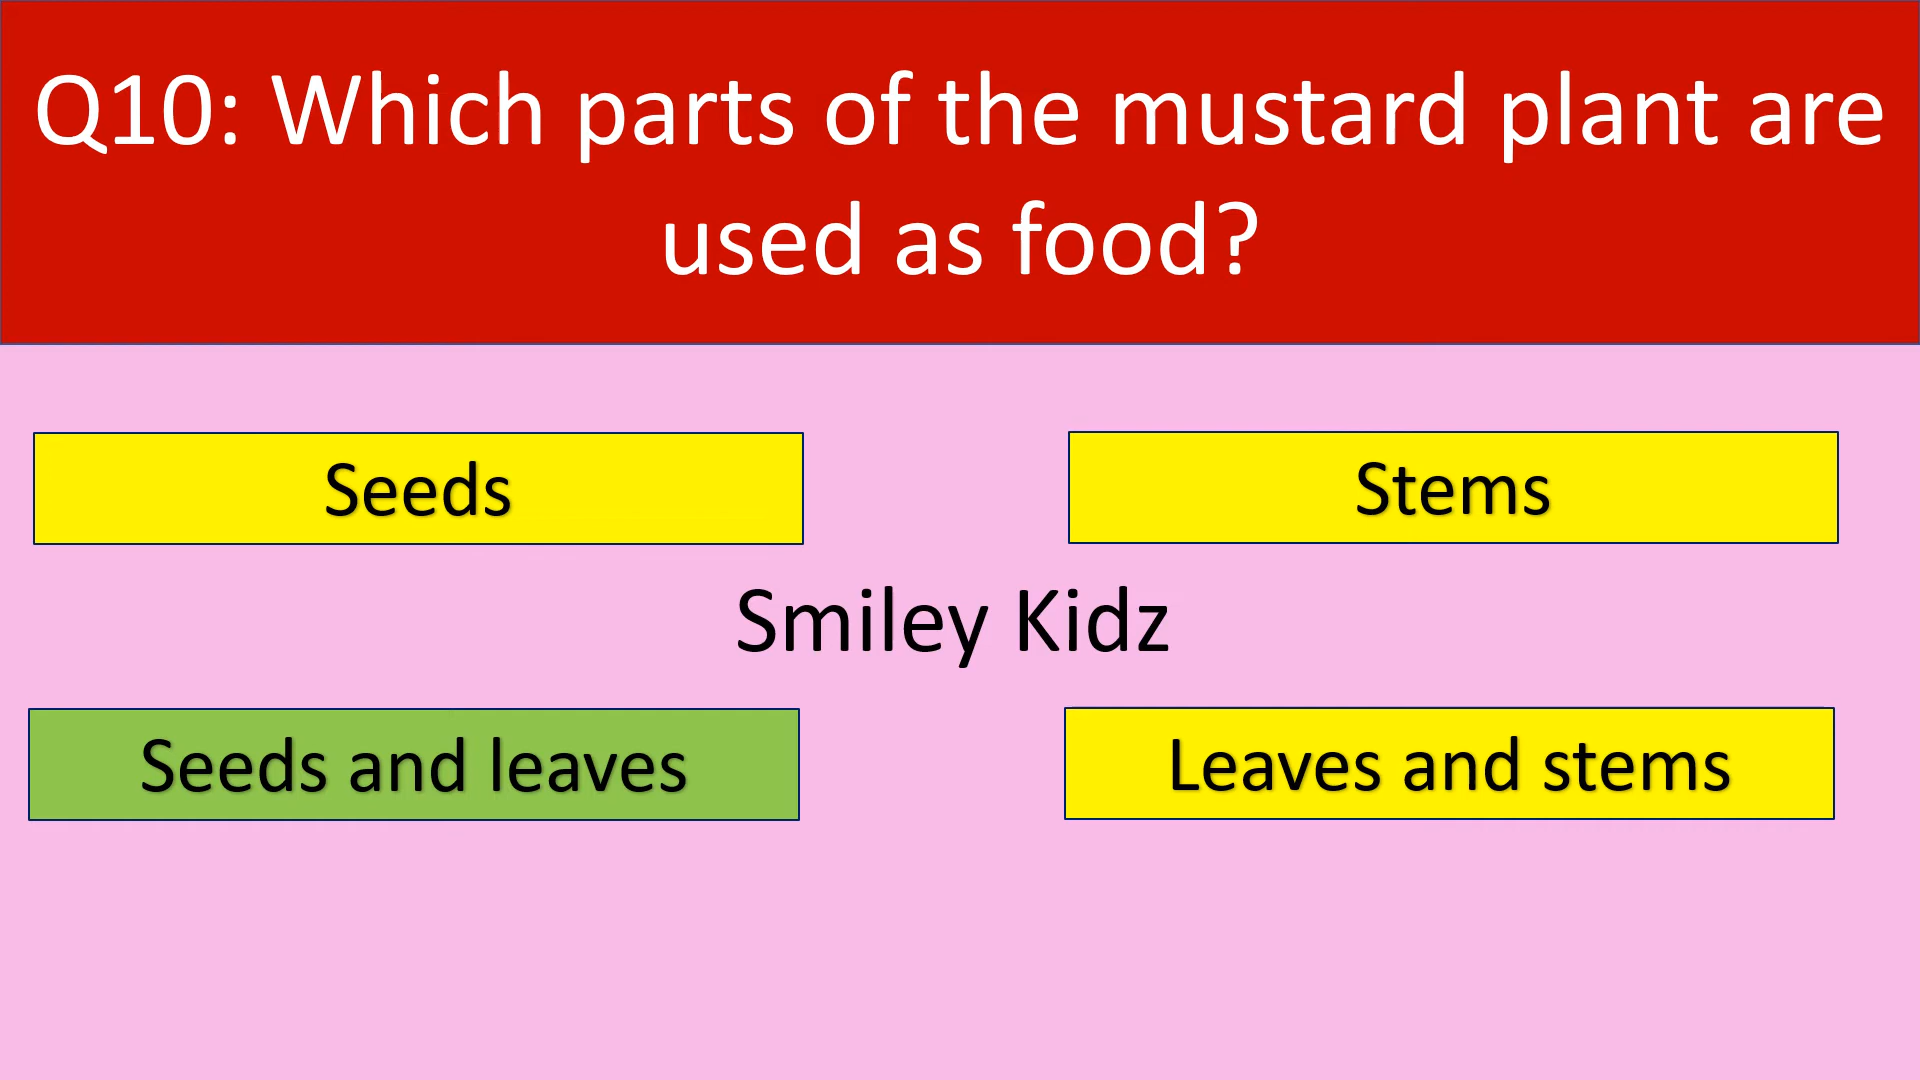 Q10: Which parts of the mustard plant are
used as food?
Seeds
Stems
Smiley Kidz
Seeds and leaves
Leaves and stems